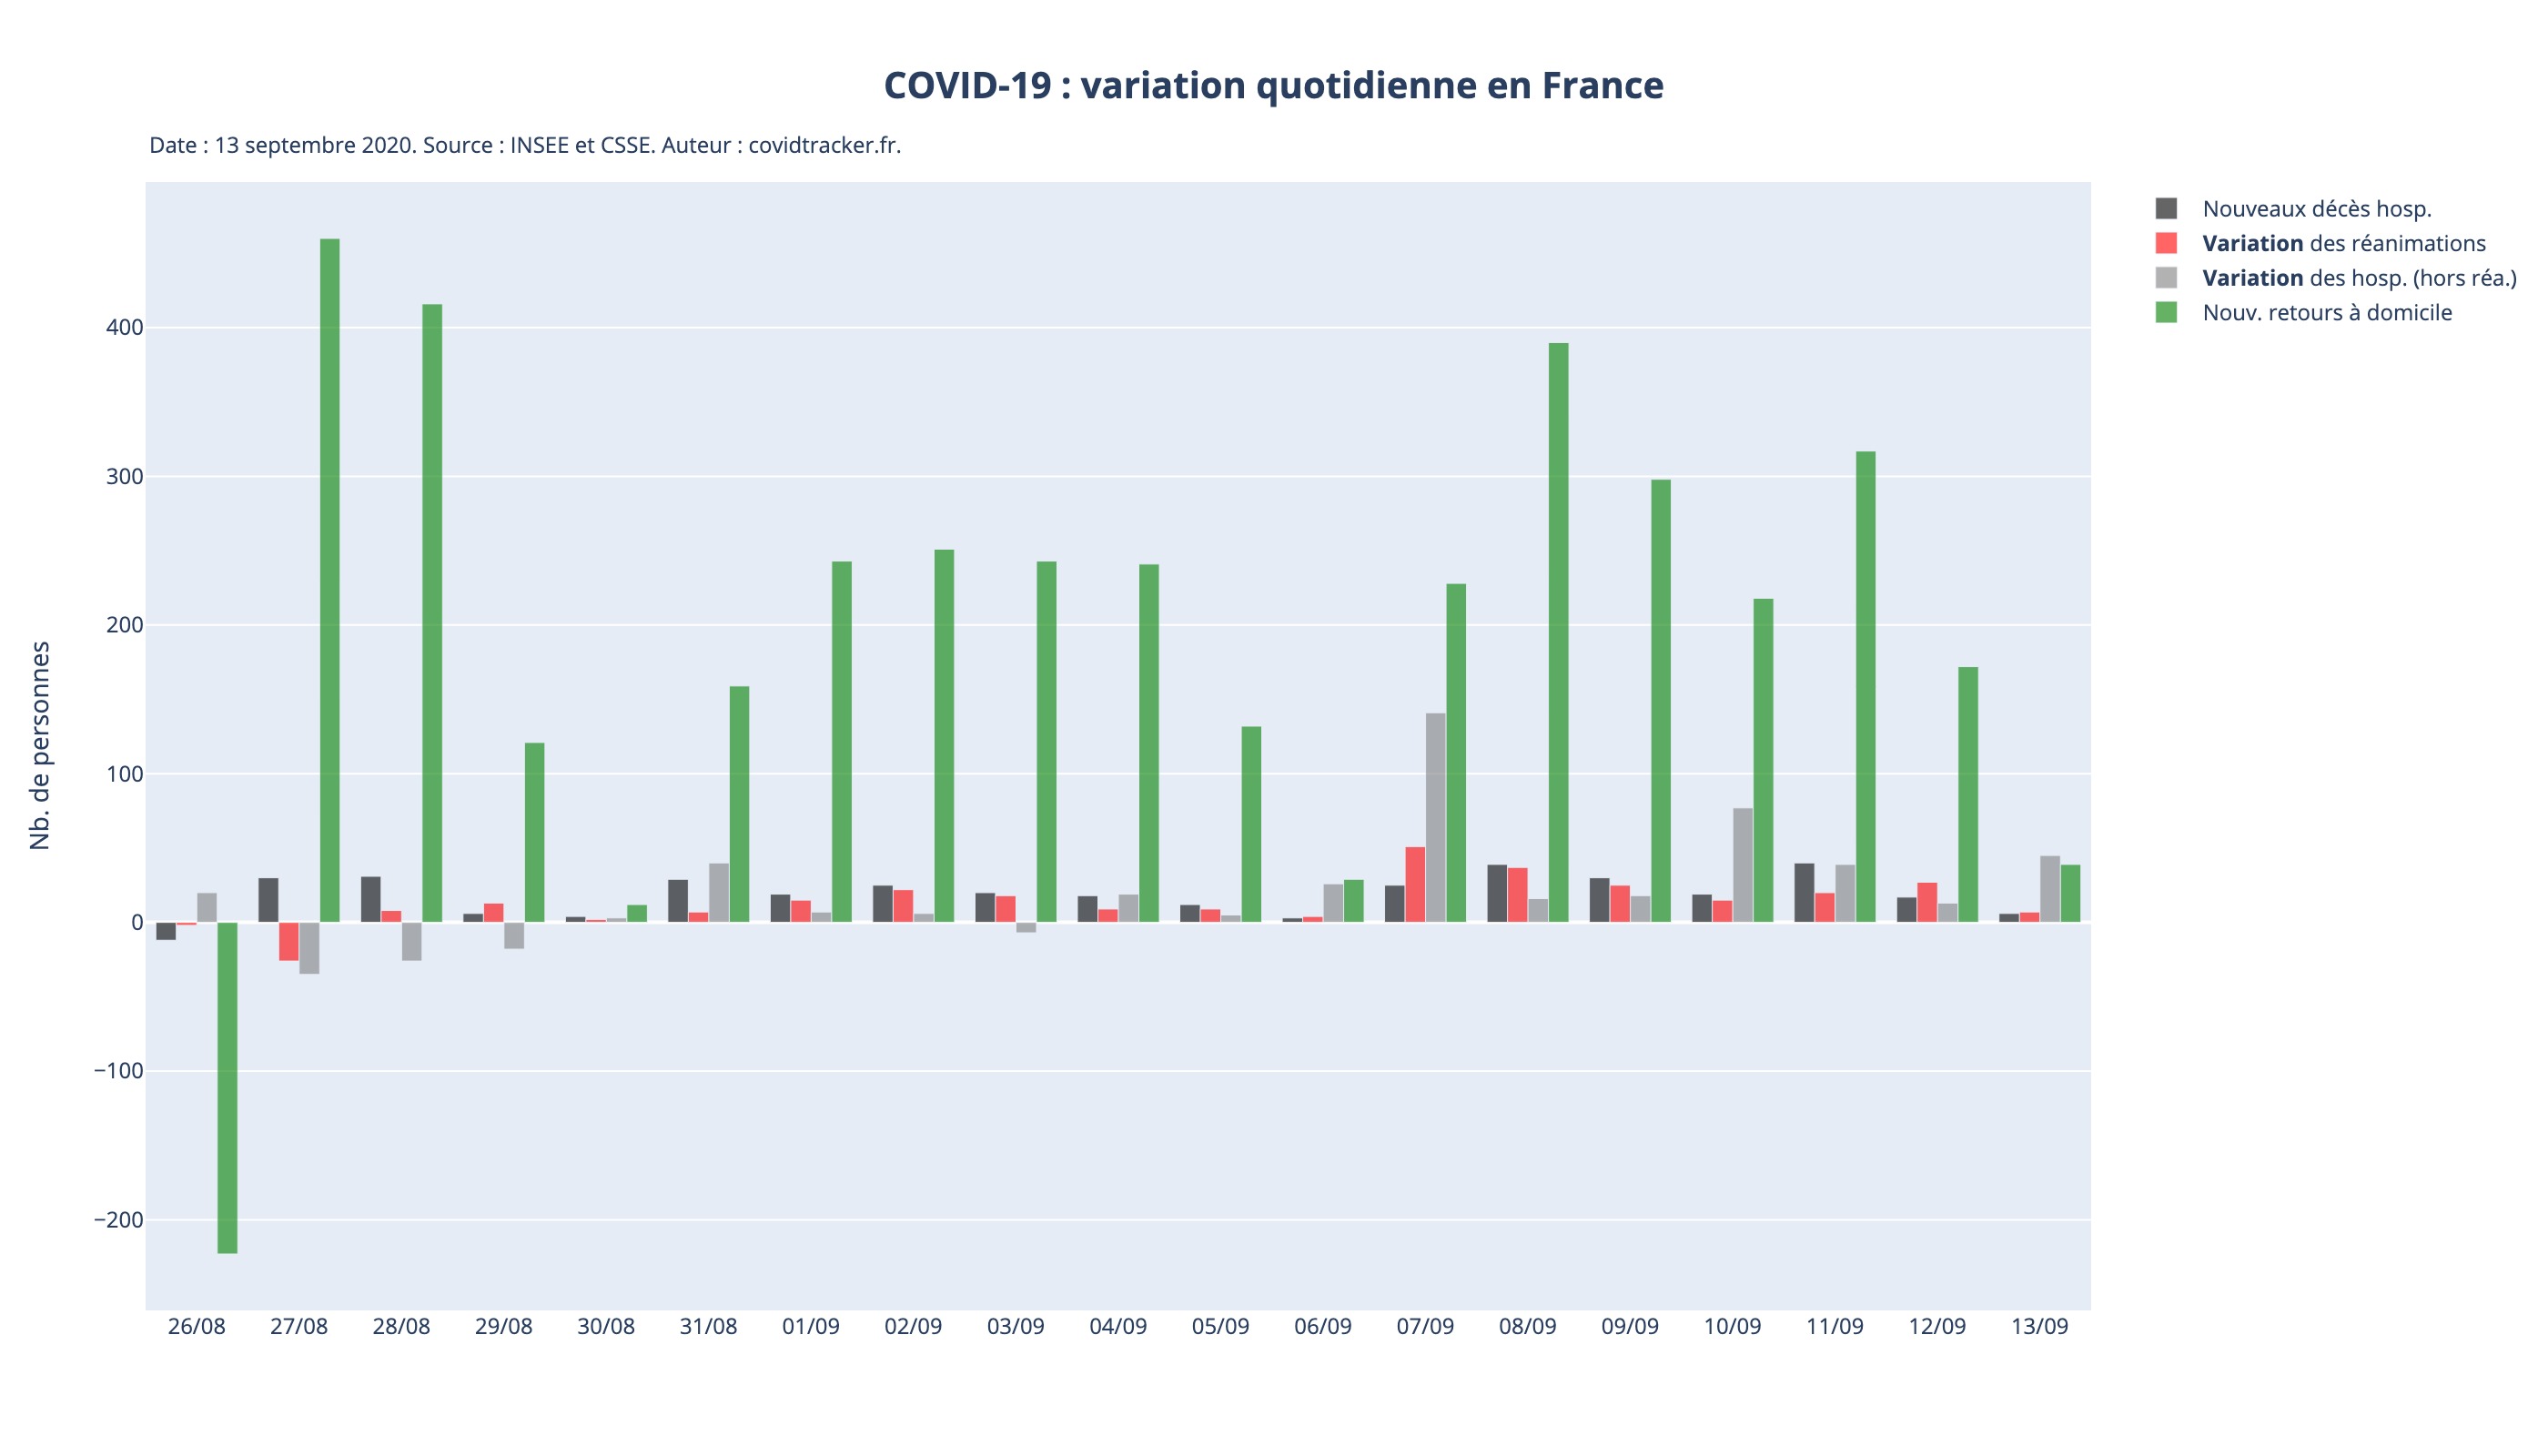 COVID-19 : variation quotidienne en France
Date : 13 septembre 2020. Source : INSEE et CSSE. Auteur : covidtracker.fr.
Nouveaux décès hosp.
Variation des réanimations
Variation des hosp. (hors réa.)
Nouv. retours à domicile
Nb. de personnes
400
300
200
100
0
−100
−200
26/08 27/08 28/08 29/08 30/08 31/08 01/09 02/09 03/09 04/09 05/09 06/09 07/09 08/09 09/09 10/09 11/09 12/09 13/09